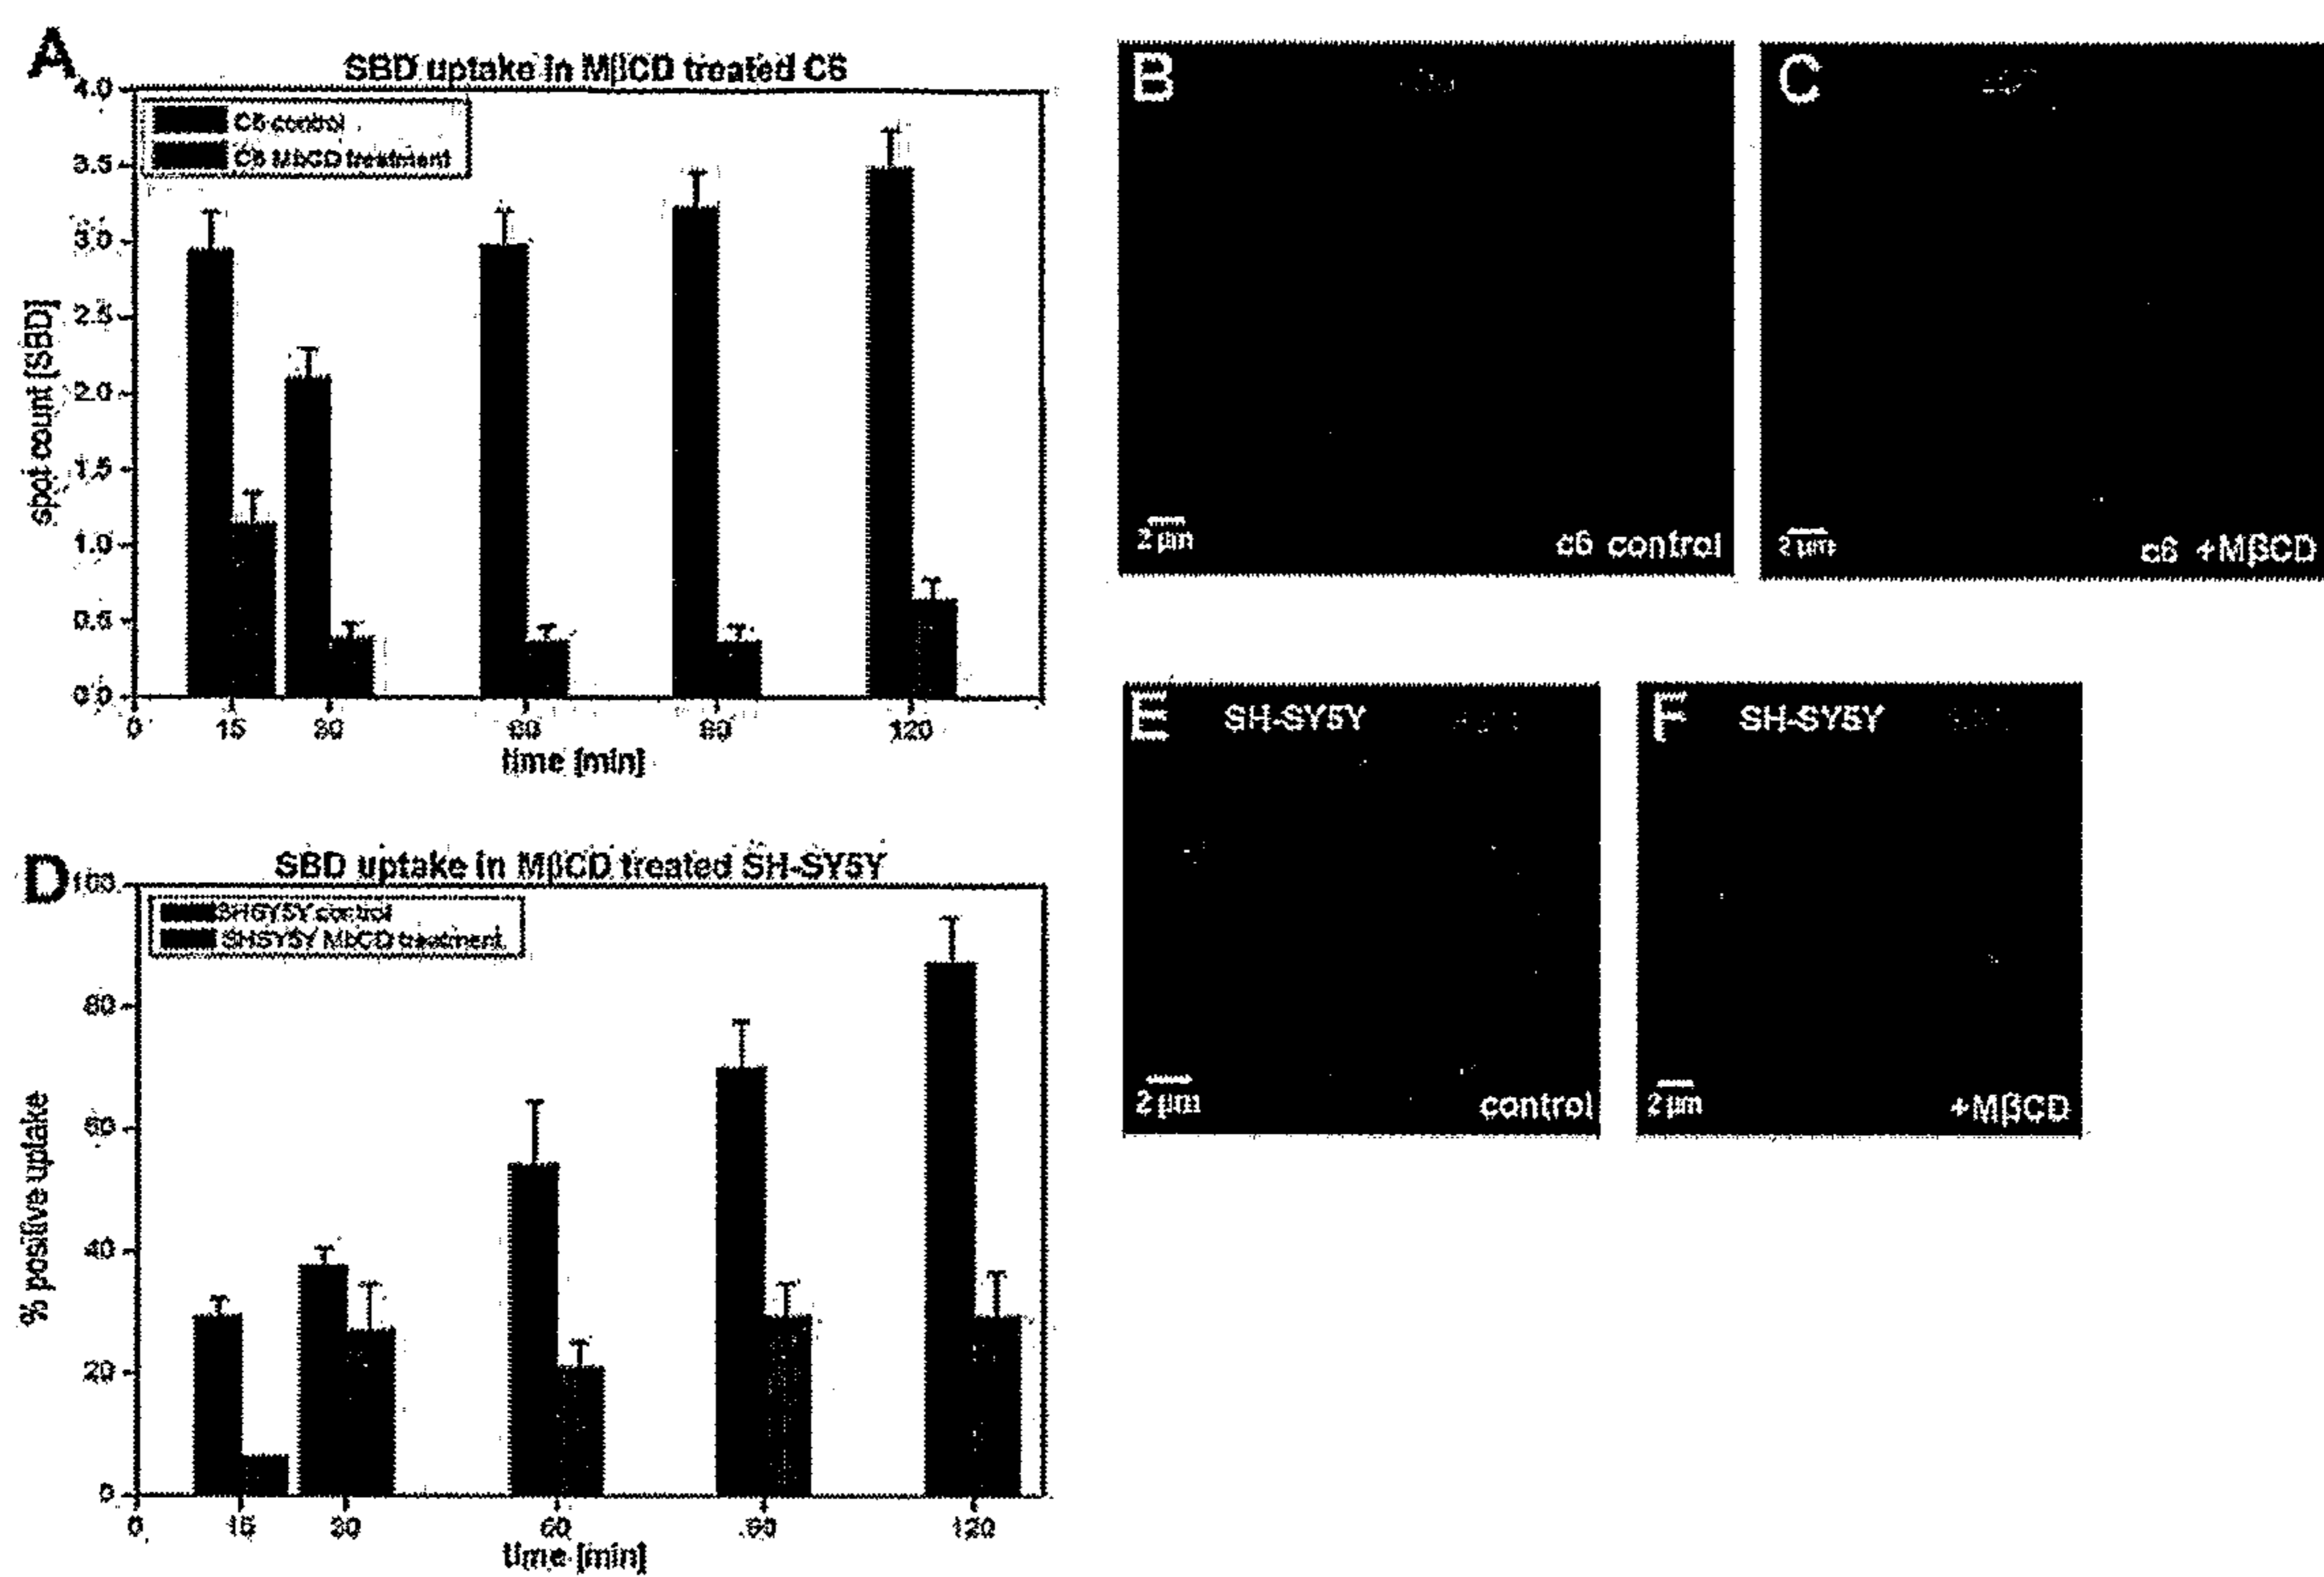 A
SBD uptake in MβCD treated C6
C6 control
C6 MbCD treatment
4.0
3.5
3.0
2.5
2.0
1.5
1.0
0.5
0.0
spot count [SBD]
0 15 30 60 90 120
time [min]
B
2 µm
c6 control
C
2 µm
c6 +MβCD
D
SBD uptake in MβCD treated SH-SY5Y
SHSY5Y control
SHSY5Y MbCD treatment
100
80
60
40
20
0
% positive uptake
0 15 30 60 90 120
time [min]
E
SH-SY5Y
2 µm
control
F
SH-SY5Y
2 µm
+MβCD